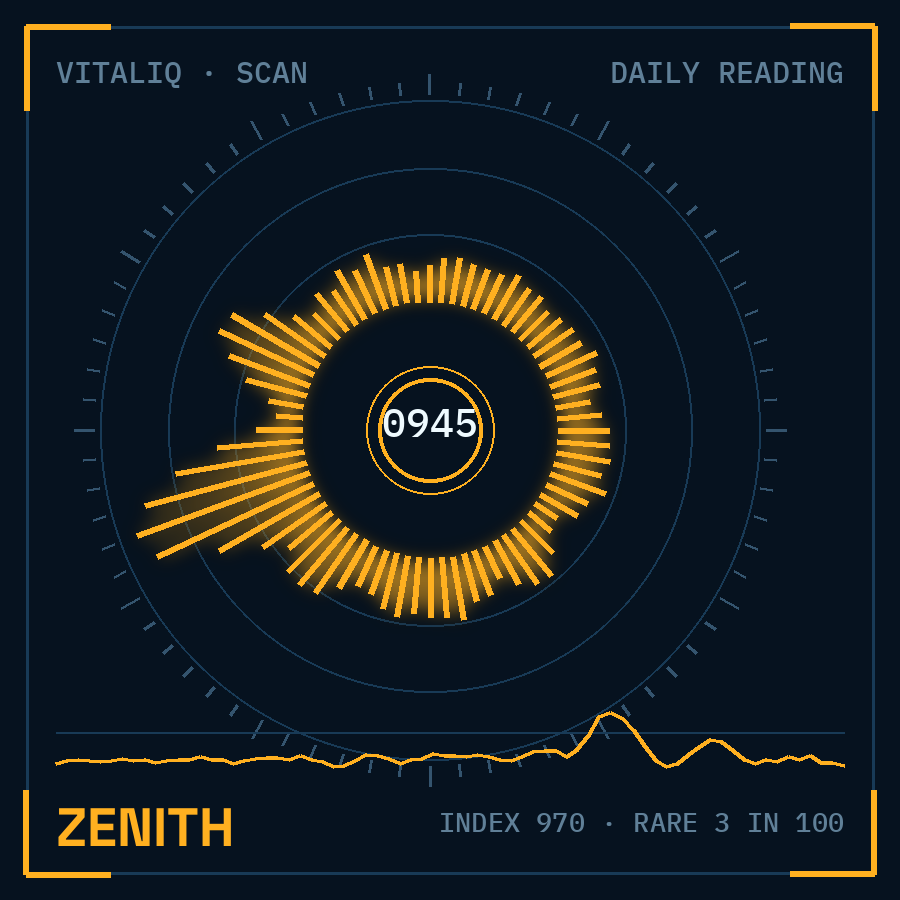 VITALIQ · SCAN
DAILY READING
0945
ZENITH
INDEX 970 · RARE 3 IN 100